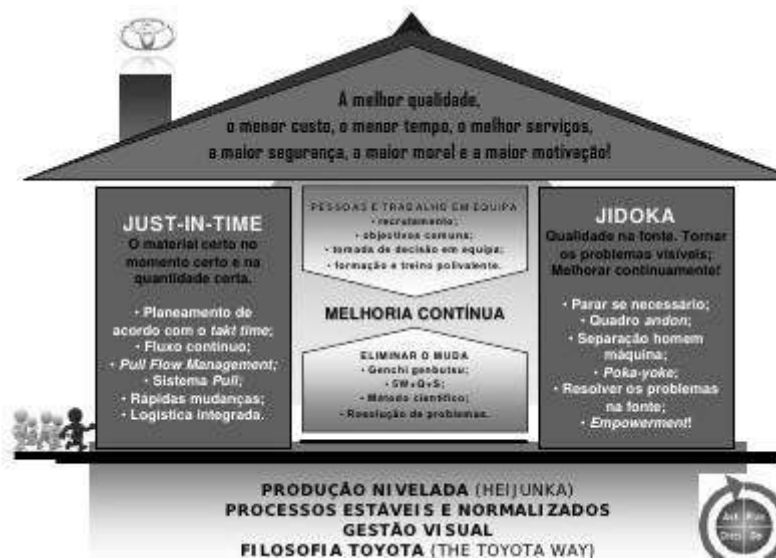 A melhor qualidade,
o menor custo, o menor tempo, o melhor serviços,
a maior segurança, a maior moral e a maior motivação!
JUST-IN-TIME
O material certo no
momento certo e na
quantidade certa.
• Planeamento de
acordo com o takt time;
• Fluxo contínuo;
• Pull Flow Management;
• Sistema Pull;
• Rápidas mudanças;
• Logística integrada.
PESSOAS E TRABALHO EM EQUIPA
• recrutamento;
• objectivos comuns;
• tomada de decisão em equipa;
• formação e treino polivalente.
MELHORIA CONTÍNUA
ELIMINAR O MUDA
• Genchi genbutsu;
• 5W+Q+S;
• Método científico;
• Resolução de problemas.
JIDOKA
Qualidade na fonte. Tornar
os problemas visíveis;
Melhorar continuamente!
• Parar se necessário;
• Quadro andon;
• Separação homem
máquina;
• Poka-yoke;
• Resolver os problemas
na fonte;
• Empowerment!
PRODUÇÃO NIVELADA (HEIJUNKA)
PROCESSOS ESTÁVEIS E NORMALIZADOS
GESTÃO VISUAL
FILOSOFIA TOYOTA (THE TOYOTA WAY)
Act Plan
Check Do